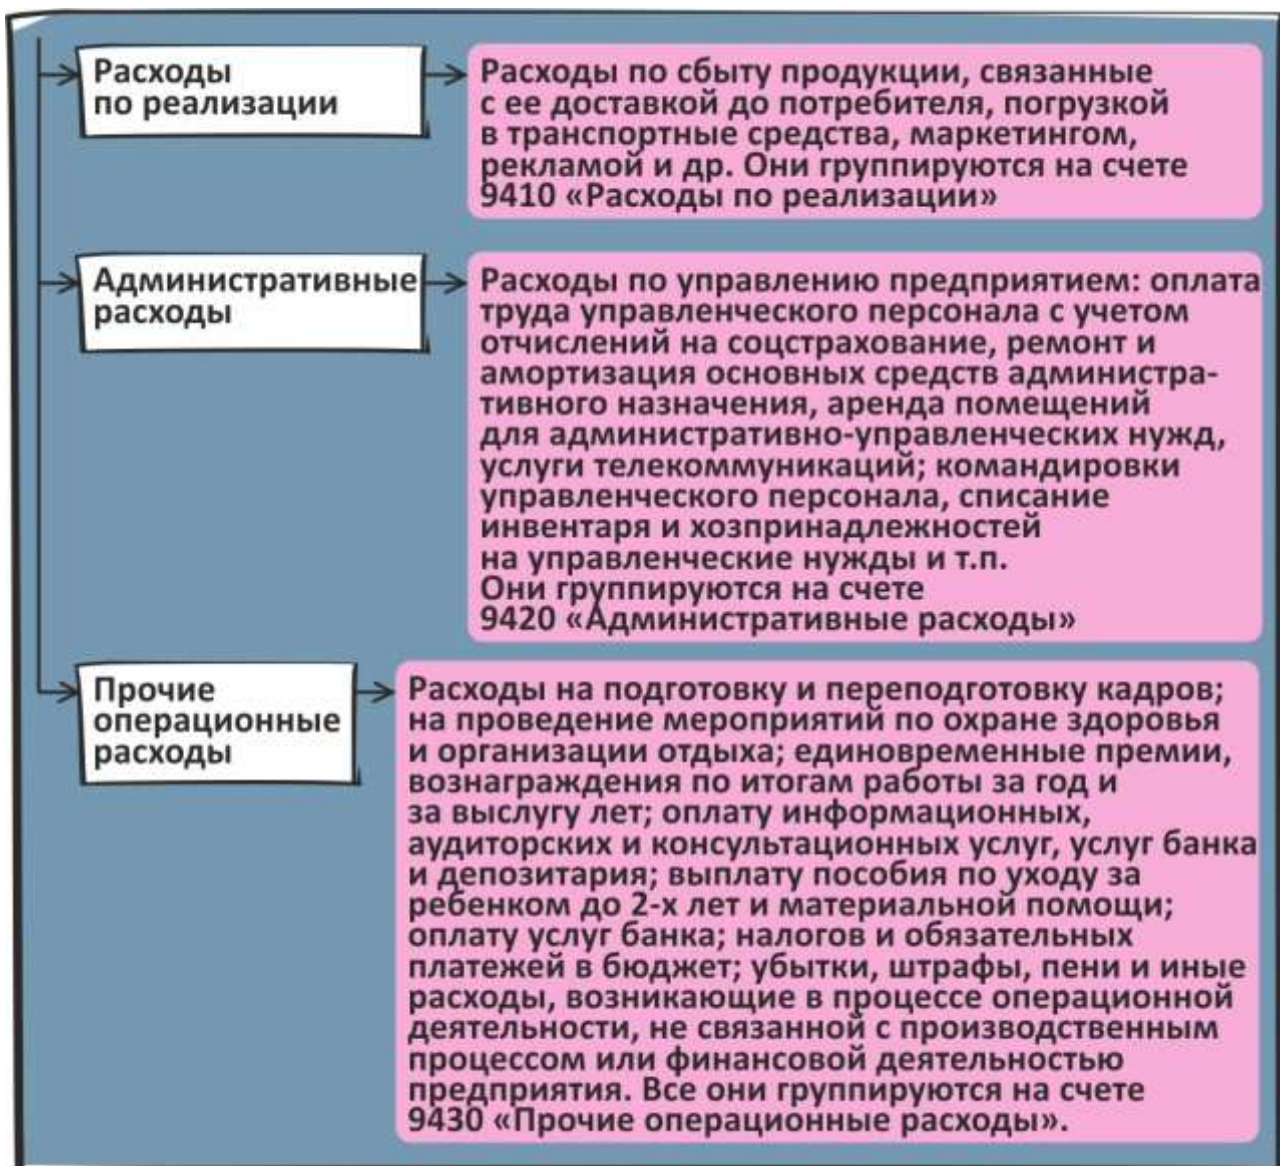 Расходы
по реализации
Расходы по сбыту продукции, связанные
с ее доставкой до потребителя, погрузкой
в транспортные средства, маркетингом,
рекламой и др. Они группируются на счете
9410 «Расходы по реализации»
Административные
расходы
Расходы по управлению предприятием: оплата
труда управленческого персонала с учетом
отчислений на соцстрахование, ремонт и
амортизация основных средств администра-
тивного назначения, аренда помещений
для административно-управленческих нужд,
услуги телекоммуникаций; командировки
управленческого персонала, списание
инвентаря и хозпринадлежностей
на управленческие нужды и т.п.
Они группируются на счете
9420 «Административные расходы»
Прочие
операционные
расходы
Расходы на подготовку и переподготовку кадров;
на проведение мероприятий по охране здоровья
и организации отдыха; единовременные премии,
вознаграждения по итогам работы за год и
за выслугу лет; оплату информационных,
аудиторских и консультационных услуг, услуг банка
и депозитария; выплату пособия по уходу за
ребенком до 2-х лет и материальной помощи;
оплату услуг банка; налогов и обязательных
платежей в бюджет; убытки, штрафы, пени и иные
расходы, возникающие в процессе операционной
деятельности, не связанной с производственным
процессом или финансовой деятельностью
предприятия. Все они группируются на счете
9430 «Прочие операционные расходы».